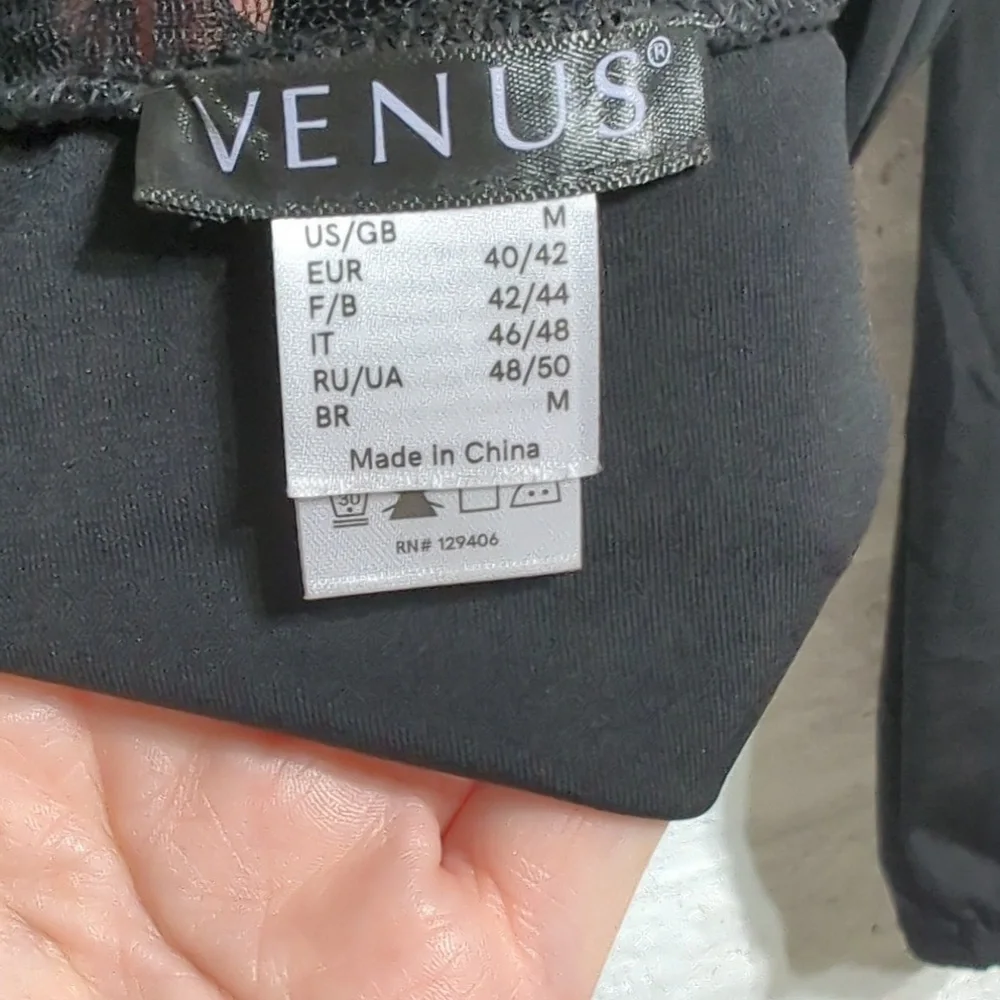 VENUS®
US/GB M
EUR 40/42
F/B 42/44
IT 46/48
RU/UA 48/50
BR M
Made in China
30
RN# 129406